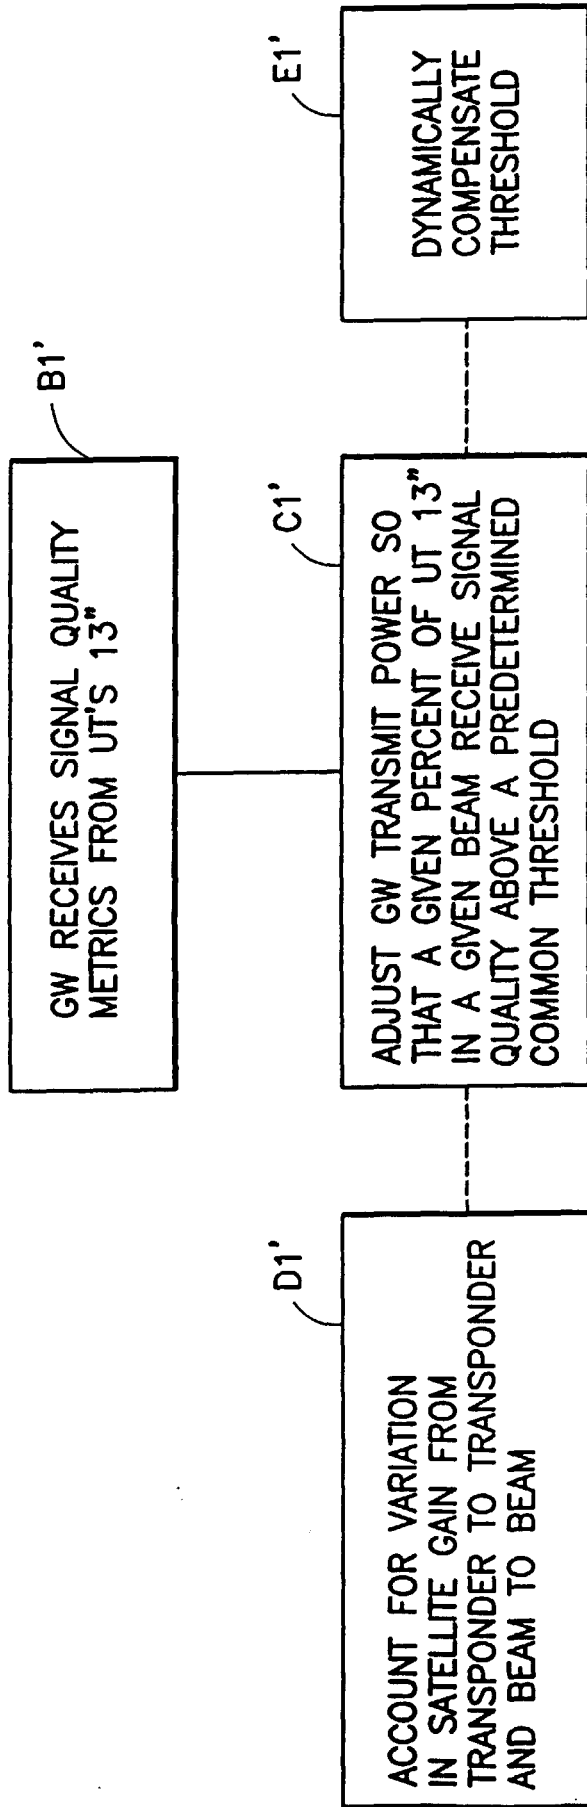 B1'
GW RECEIVES SIGNAL QUALITY
METRICS FROM UT'S 13"
C1'
ADJUST GW TRANSMIT POWER SO
THAT A GIVEN PERCENT OF UT 13"
IN A GIVEN BEAM RECEIVE SIGNAL
QUALITY ABOVE A PREDETERMINED
COMMON THRESHOLD
D1'
ACCOUNT FOR VARIATION
IN SATELLITE GAIN FROM
TRANSPONDER TO TRANSPONDER
AND BEAM TO BEAM
E1'
DYNAMICALLY
COMPENSATE
THRESHOLD